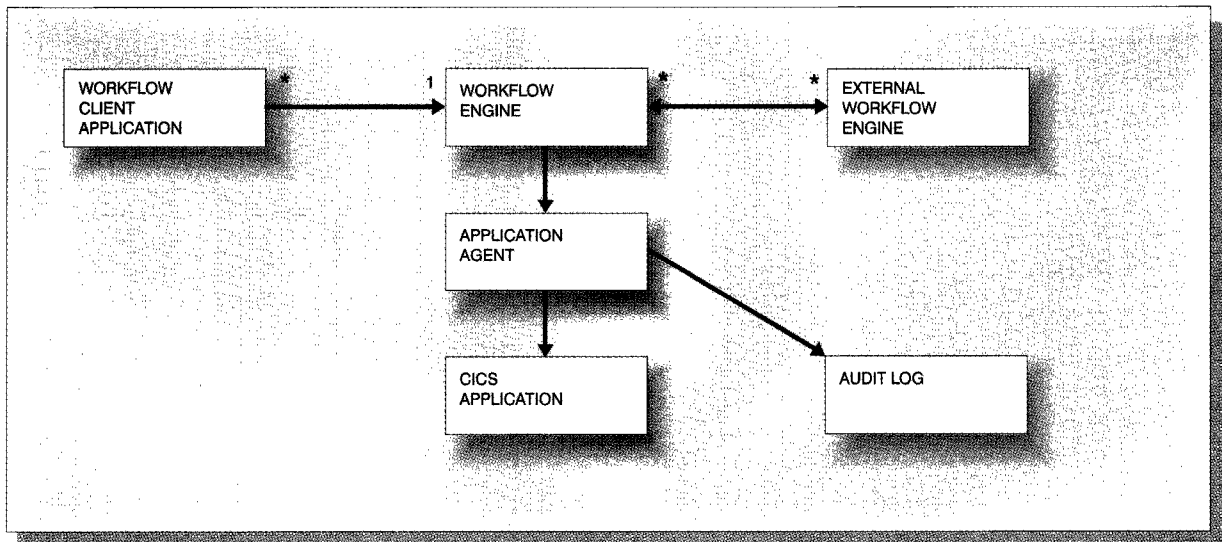 WORKFLOW
CLIENT
APPLICATION
*
1
WORKFLOW
ENGINE
*
*
EXTERNAL
WORKFLOW
ENGINE
APPLICATION
AGENT
CICS
APPLICATION
AUDIT LOG